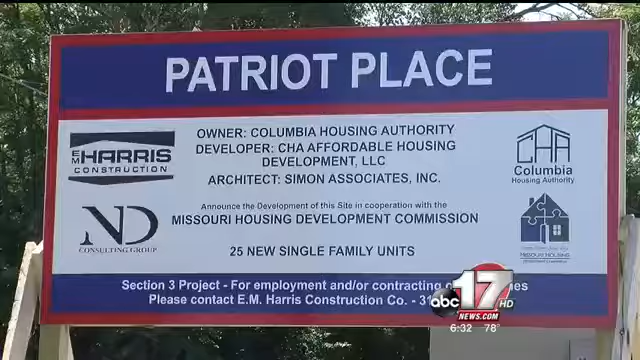 PATRIOT PLACE
EM HARRIS
CONSTRUCTION
OWNER: COLUMBIA HOUSING AUTHORITY
DEVELOPER: CHA AFFORDABLE HOUSING
DEVELOPMENT, LLC
ARCHITECT: SIMON ASSOCIATES, INC.
CHA
Columbia
Housing Authority
Announce the Development of this Site in cooperation with the
MISSOURI HOUSING DEVELOPMENT COMMISSION
ND
CONSULTING GROUP
25 NEW SINGLE FAMILY UNITS
MISSOURI HOUSING
Section 3 Project - For employment and/or contracting
Please contact E.M. Harris Construction Co. - 31
abc 17 HD
NEWS.COM
6:32 78°